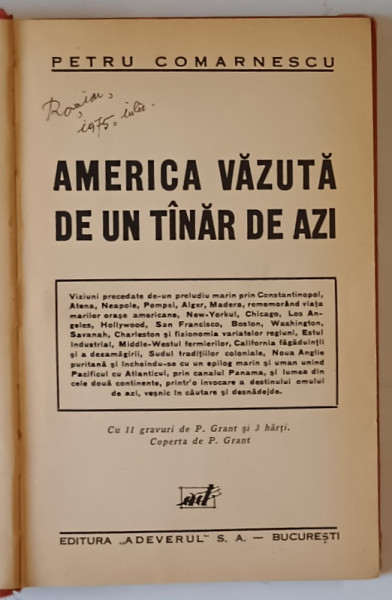 PETRU COMARNESCU
1975, iulie.
AMERICA VĂZUTĂ
DE UN TÎNĂR DE AZI
Viziuni precedate de-un preludiu marin prin Constantinopol,
Atena, Neapole, Pompei, Alger, Madera, rememorând viața
marilor orașe americane, New-Yorkul, Chicago, Los An-
geles, Hollywood, San Francisco, Boston, Washington,
Savanah, Charleston și fizionomia variatelor regiuni, Estul
Industrial, Middle-Westul fermierilor, California făgăduinții
și a dezamăgirii, Sudul tradițiilor coloniale, Noua Anglie
puritană și încheindu-se cu un epilog marin și uman unind
Pacificul cu Atlanticul, prin canalul Panama, și lumea din
cele două continente, printr'o invocare a destinului omului
de azi, veșnic în căutare și desnădejde.
Cu 11 gravuri de P. Grant și 3 hărți.
Coperta de P. Grant
EDITURA „ADEVERUL" S. A. — BUCUREȘTI